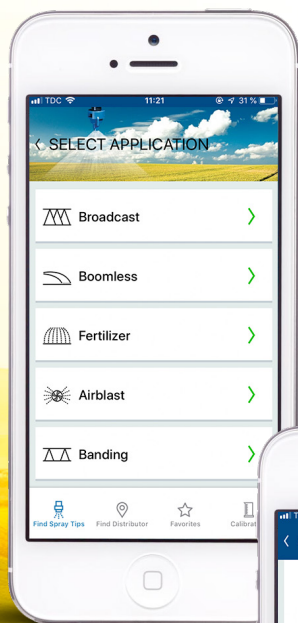 TDC 11:21 31 %
SELECT APPLICATION
Broadcast
Boomless
Fertilizer
Airblast
Banding
Find Spray Tips Find Distributor Favorites Calibrat